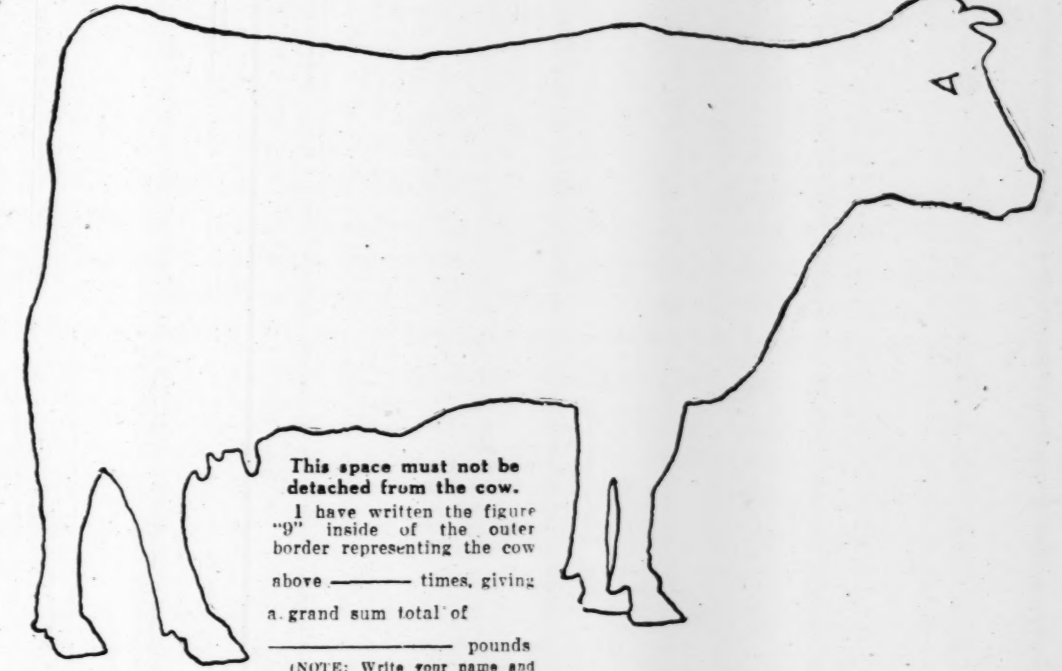 This space must not be
detached from the cow.
I have written the figure
"9" inside of the outer
border representing the cow
above ——— times, giving
a grand sum total of
——— pounds
(NOTE: Write your name and